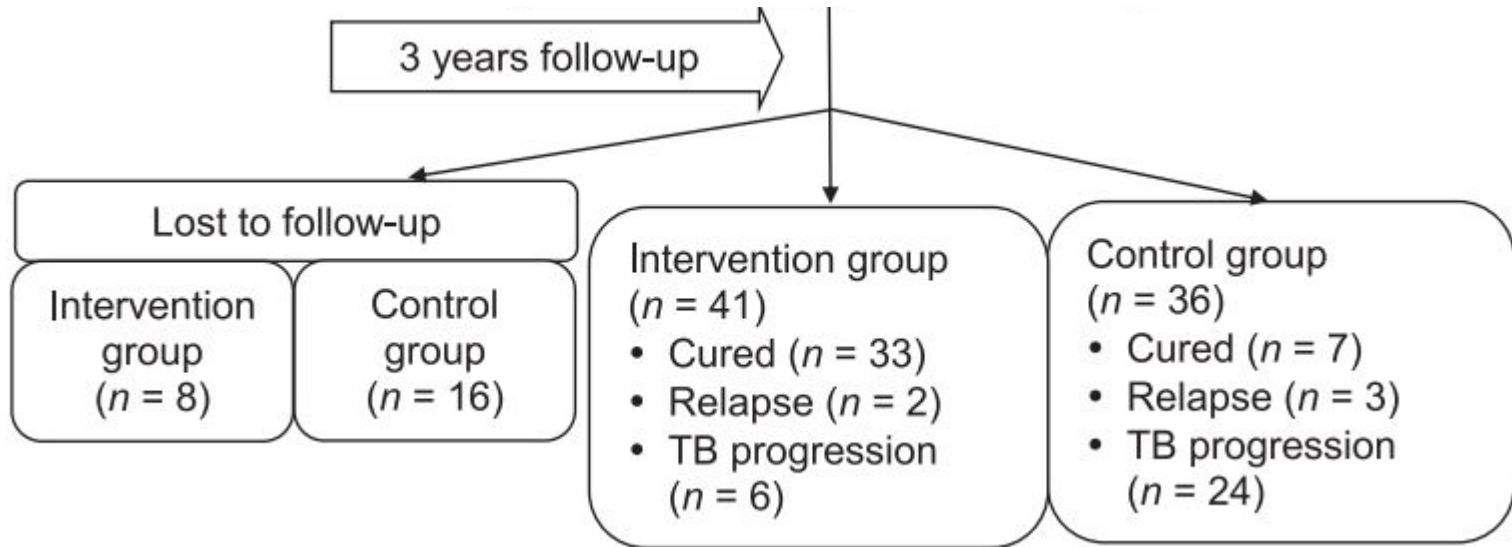 3 years follow-up
Lost to follow-up
Intervention
group
(n = 8)
Control
group
(n = 16)
Intervention group
(n = 41)
• Cured (n = 33)
• Relapse (n = 2)
• TB progression
(n = 6)
Control group
(n = 36)
• Cured (n = 7)
• Relapse (n = 3)
• TB progression
(n = 24)